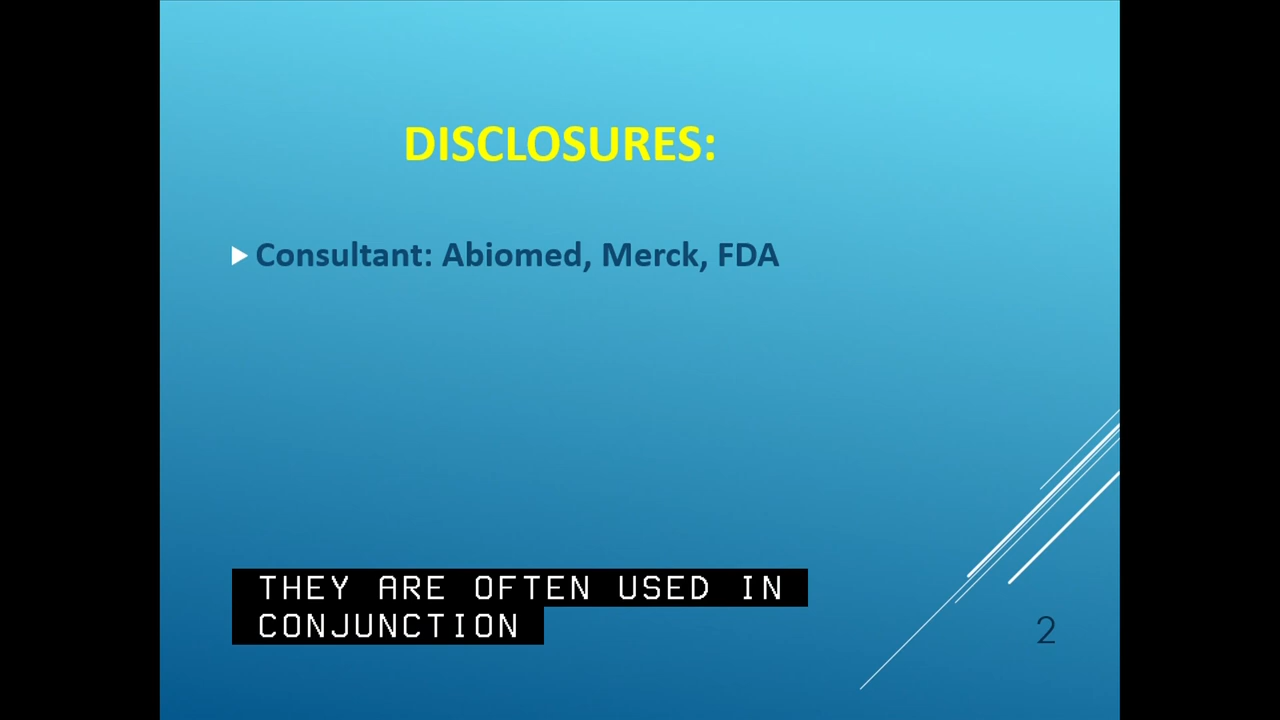 DISCLOSURES:
Consultant: Abiomed, Merck, FDA
THEY ARE OFTEN USED IN
CONJUNCTION
2